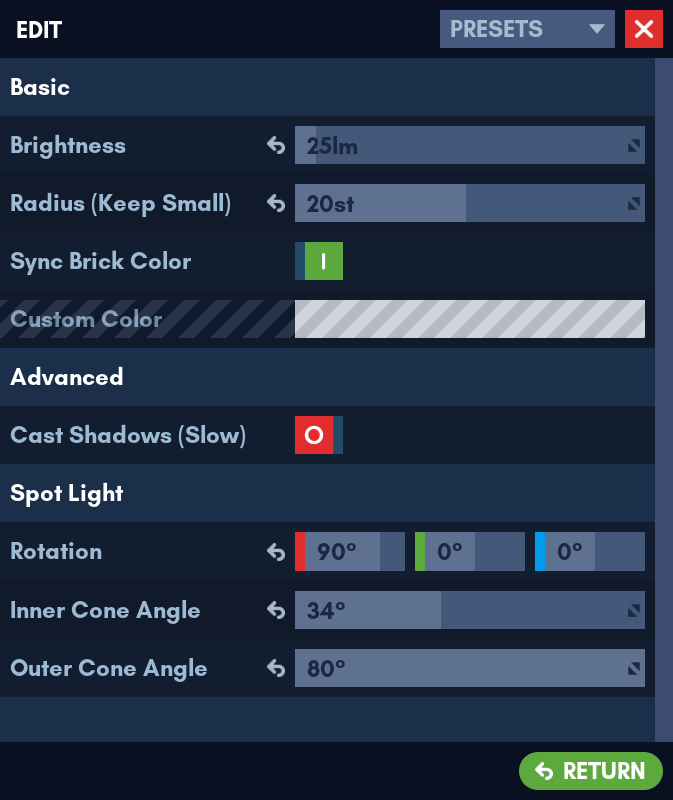 EDIT
PRESETS
Basic
Brightness 25lm
Radius (Keep Small) 20st
Sync Brick Color I
Custom Color
Advanced
Cast Shadows (Slow) O
Spot Light
Rotation 90° 0° 0°
Inner Cone Angle 34°
Outer Cone Angle 80°
RETURN